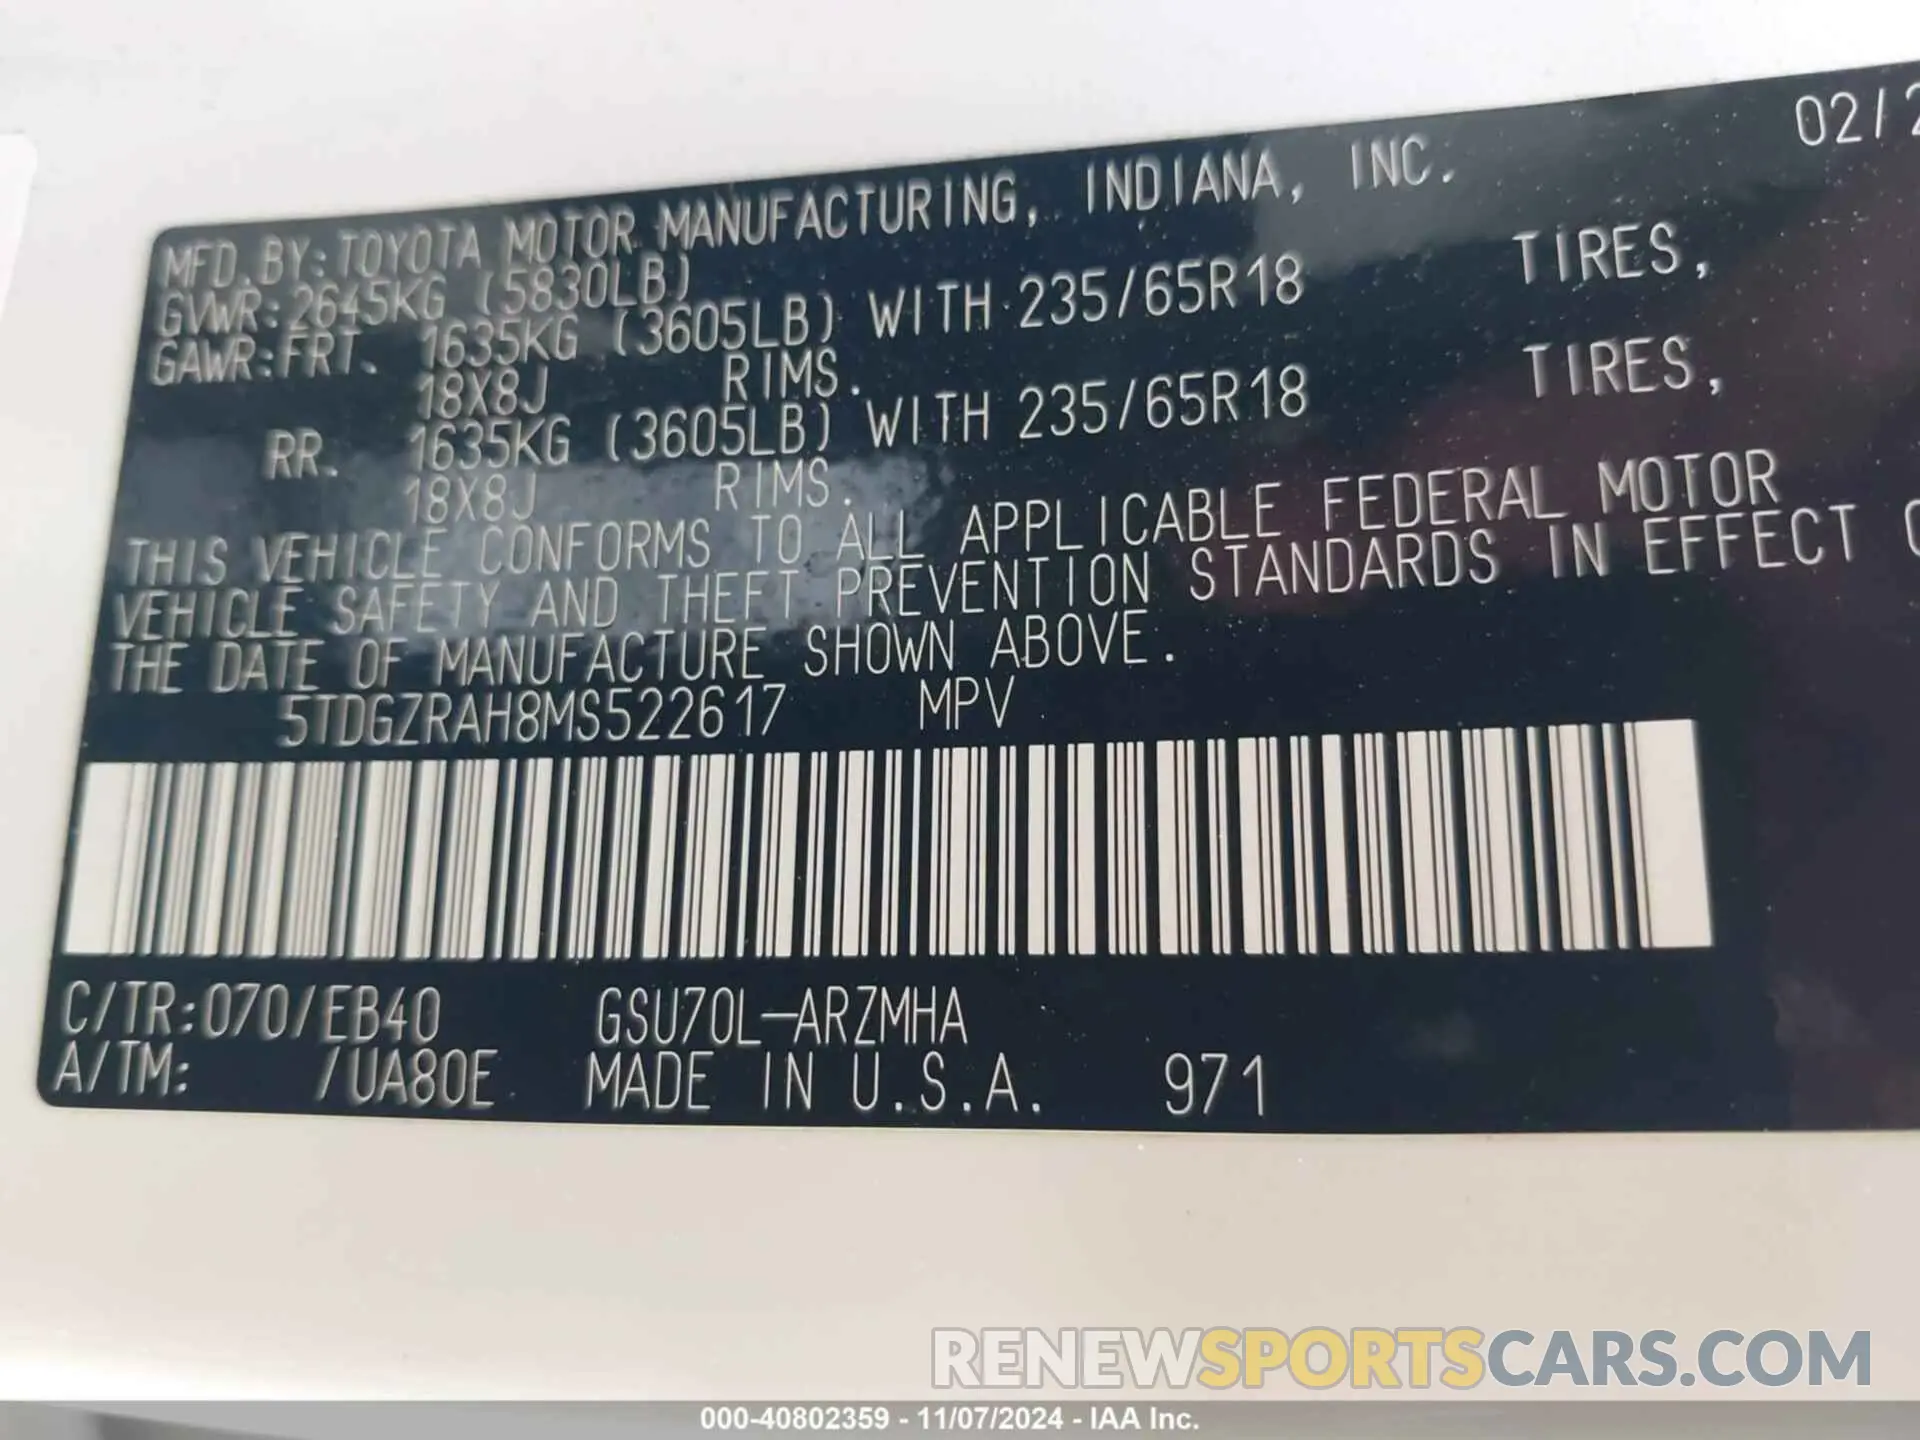 02/2
MFD.BY:TOYOTA MOTOR MANUFACTURING, INDIANA, INC.
GVWR:2645KG (5830LB)
GAWR:FRT. 1635KG (3605LB) WITH 235/65R18 TIRES,
18X8J RIMS.
RR. 1635KG (3605LB) WITH 235/65R18 TIRES,
18X8J RIMS.
THIS VEHICLE CONFORMS TO ALL APPLICABLE FEDERAL MOTOR
VEHICLE SAFETY AND THEFT PREVENTION STANDARDS IN EFFECT
THE DATE OF MANUFACTURE SHOWN ABOVE.
5TDGZRAH8MS522617 MPV
C/TR:070/EB40 GSU70L-ARZMHA
A/TM: /UA80E MADE IN U.S.A. 971
RENEWSPORTSCARS.COM
000-40802359 - 11/07/2024 - IAA Inc.